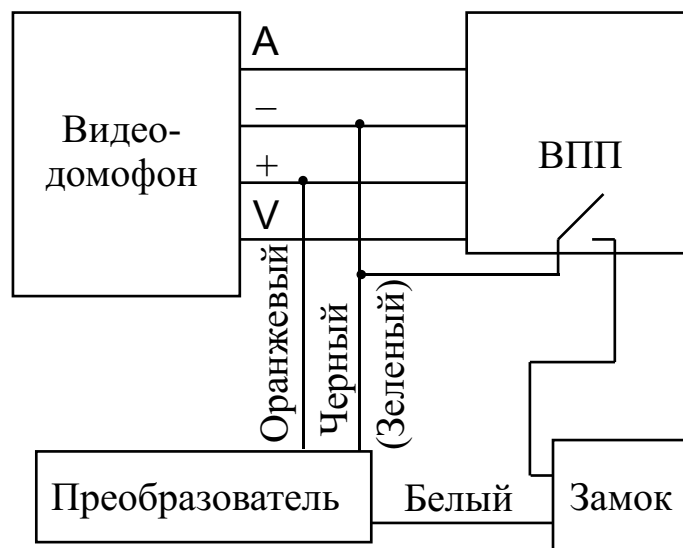 А
Видео-
домофон
–
+
V
ВПП
Оранжевый
Черный
(Зеленый)
Преобразователь
Белый
Замок